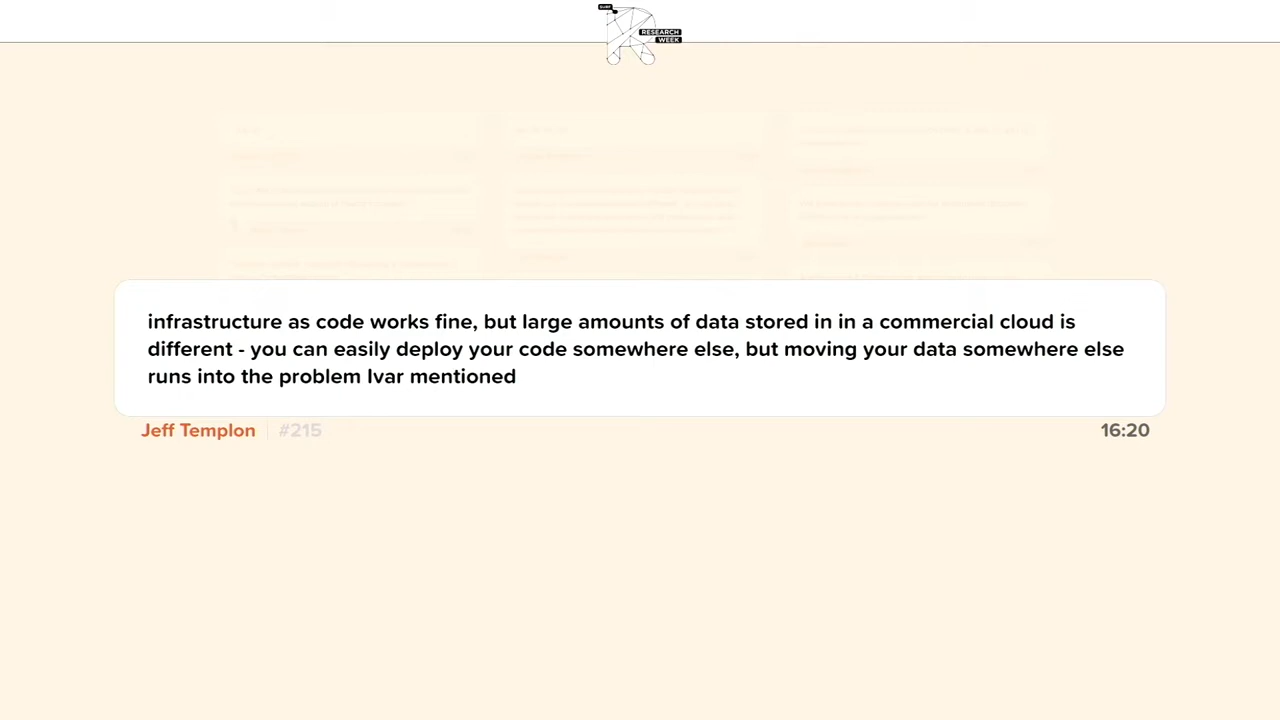 SURF
RESEARCH
WEEK
infrastructure as code works fine, but large amounts of data stored in in a commercial cloud is
different - you can easily deploy your code somewhere else, but moving your data somewhere else
runs into the problem Ivar mentioned
Jeff Templon #215
16:20